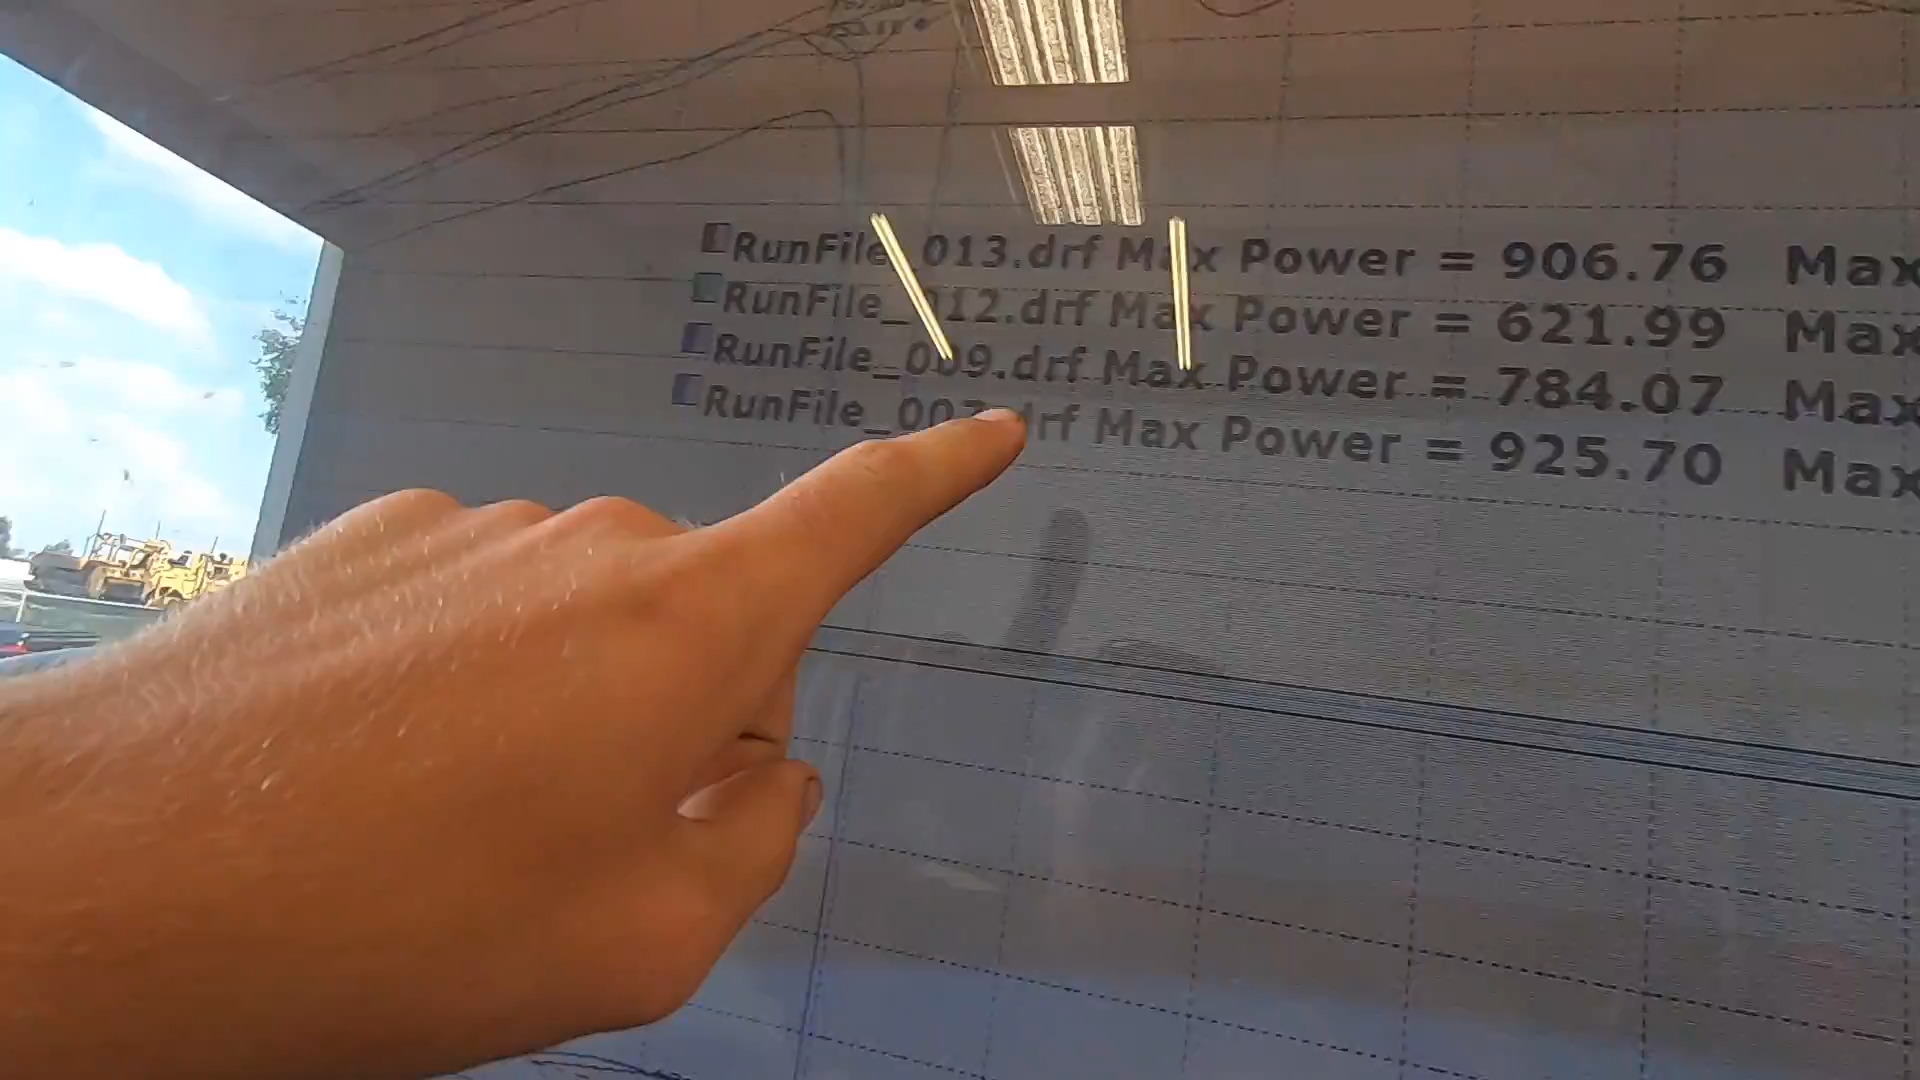 RunFile_013.drf Max Power = 906.76 Max
RunFile_012.drf Max Power = 621.99 Max
RunFile_009.drf Max Power = 784.07 Max
drf Max Power = 925.70 Max